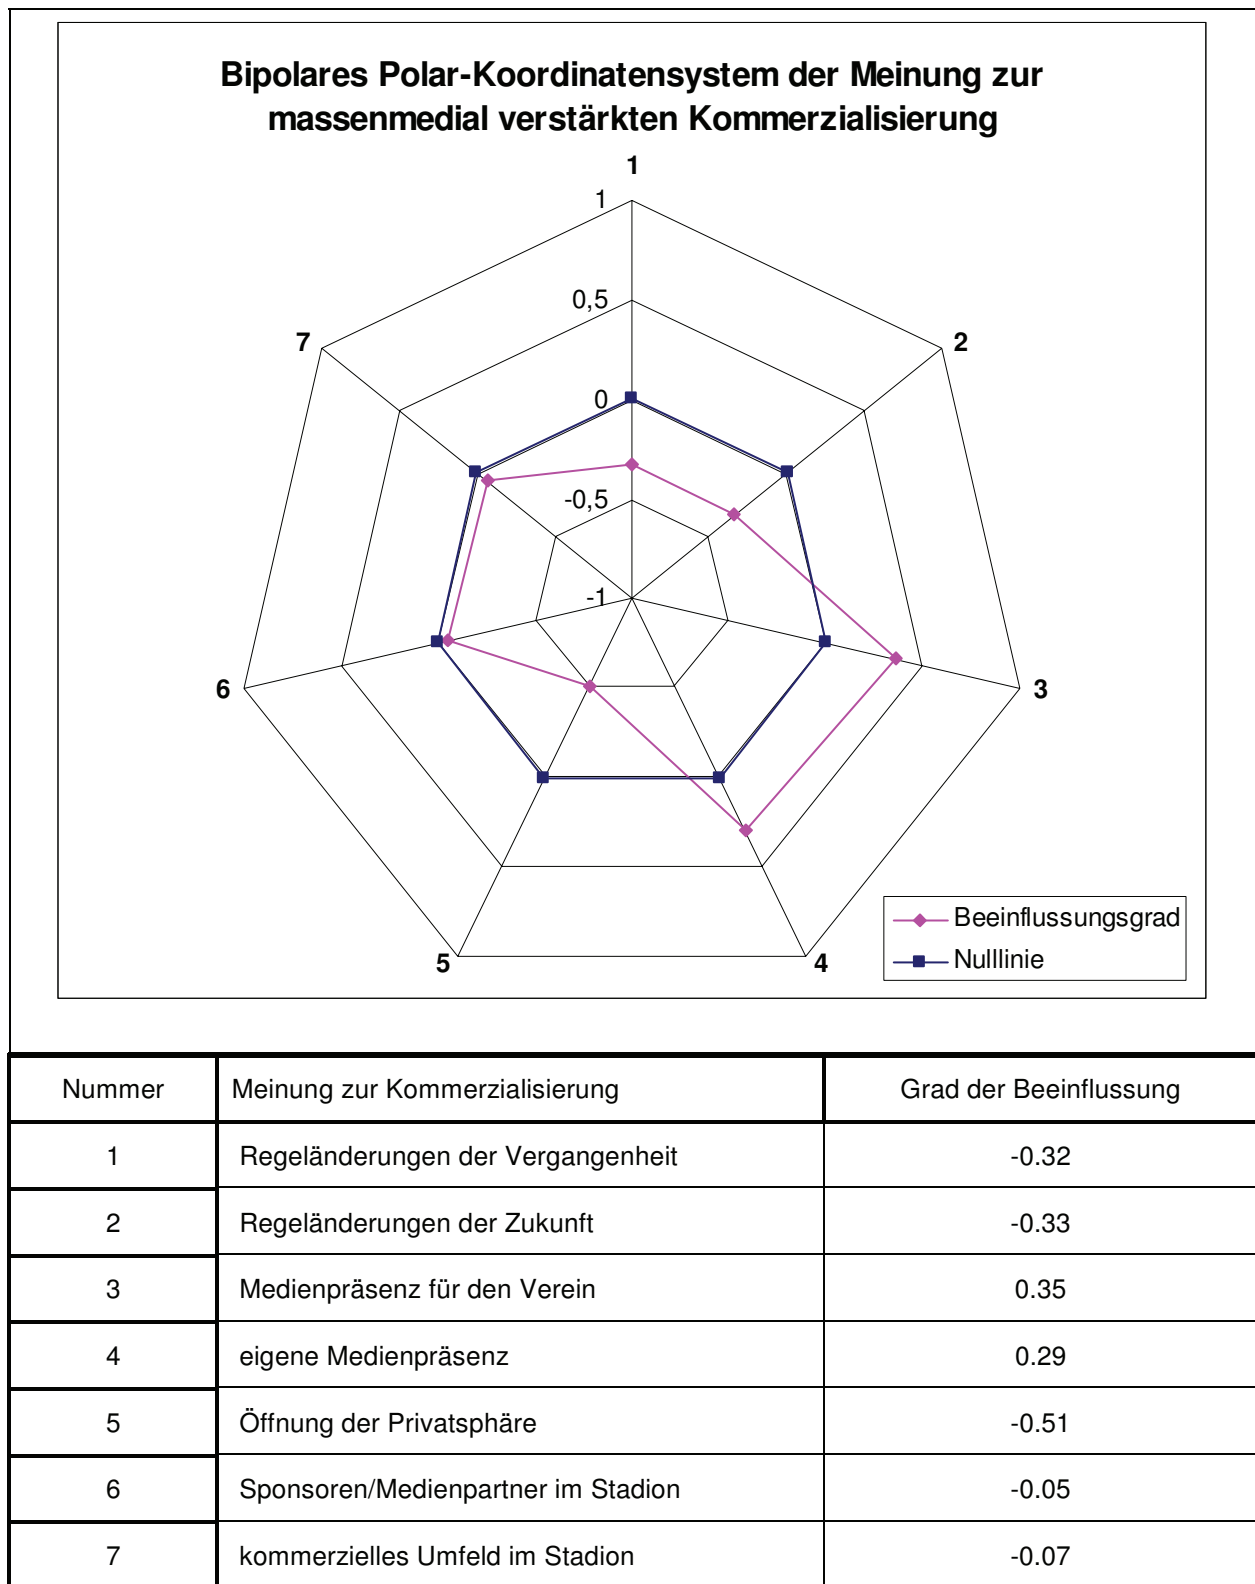 Bipolares Polar-Koordinatensystem der Meinung zur
massenmedial verstärkten Kommerzialisierung
1
1
0,5
7
2
0
-0,5
-1
6
3
5
4
Beeinflussungsgrad
Nulllinie
Nummer Meinung zur Kommerzialisierung Grad der Beeinflussung
1 Regeländerungen der Vergangenheit -0.32
2 Regeländerungen der Zukunft -0.33
3 Medienpräsenz für den Verein 0.35
4 eigene Medienpräsenz 0.29
5 Öffnung der Privatsphäre -0.51
6 Sponsoren/Medienpartner im Stadion -0.05
7 kommerzielles Umfeld im Stadion -0.07